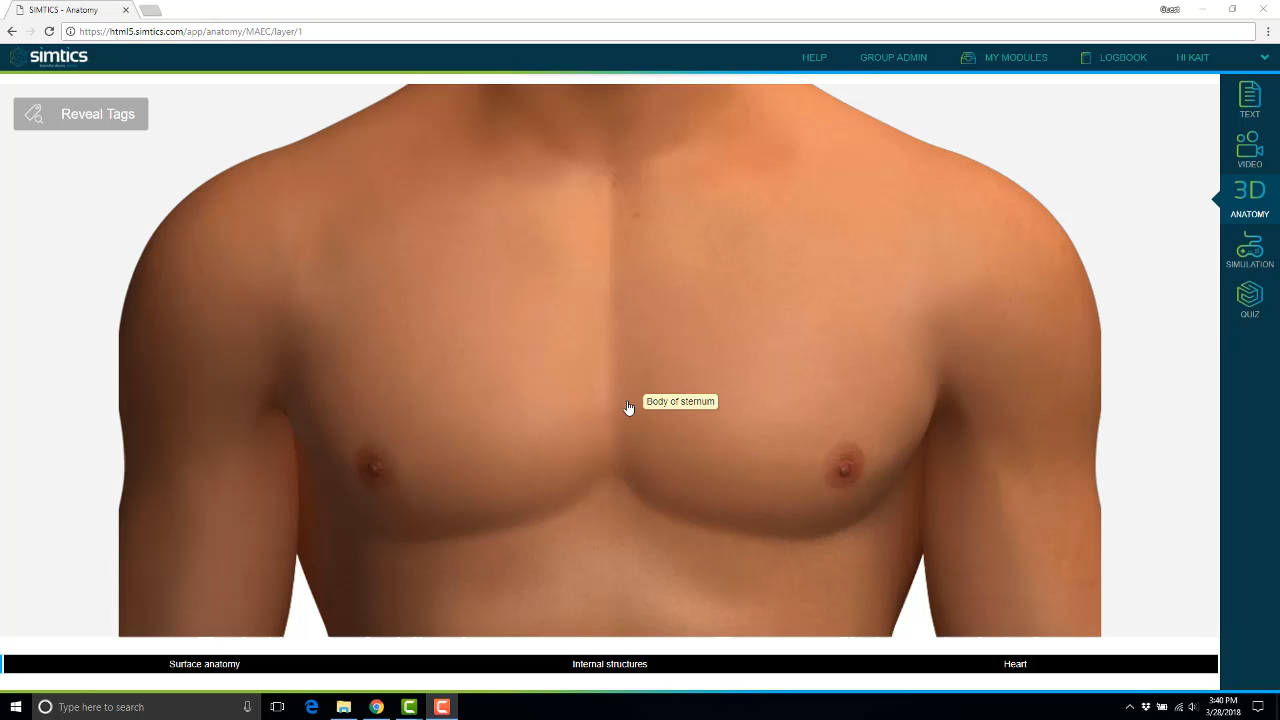 SIMTICS - Anatomy
Guest
https://html5.simtics.com/app/anatomy/MAEC/layer/1
simtics
HELP
GROUP ADMIN
MY MODULES
LOGBOOK
HI KAIT
Reveal Tags
TEXT
VIDEO
3D
ANATOMY
SIMULATION
QUIZ
Body of sternum
Surface anatomy
Internal structures
Heart
Type here to search
3:40 PM
3/28/2018